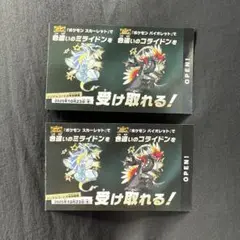 「ポケモン スカーレット」で
色違いのミライドンを
「ポケモン バイオレット」で
色違いのコライドンを
受け取れる!
OPEN!
「ポケモン スカーレット」で
色違いのミライドンを
「ポケモン バイオレット」で
色違いのコライドンを
受け取れる!
OPEN!